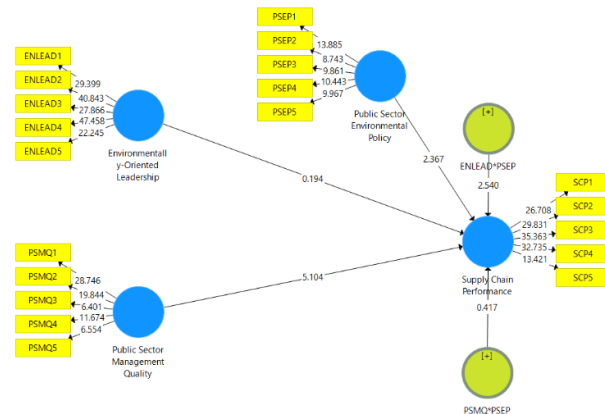 ENLEAD1
ENLEAD2
ENLEAD3
ENLEAD4
ENLEAD5
29.399
40.843
27.866
47.458
22.245
Environmentall
y-Oriented
Leadership
PSEP1
PSEP2
PSEP3
PSEP4
PSEP5
13.885
8.743
9.861
10.443
9.967
Public Sector
Environmental
Policy
2.367
0.194
5.104
[+]
ENLEAD*PSEP
2.540
PSMQ1
PSMQ2
PSMQ3
PSMQ4
PSMQ5
28.746
19.844
6.401
11.674
6.554
Public Sector
Management
Quality
SCP1
SCP2
SCP3
SCP4
SCP5
26.708
29.831
35.363
32.735
13.421
Supply Chain
Performance
0.417
[+]
PSMQ*PSEP